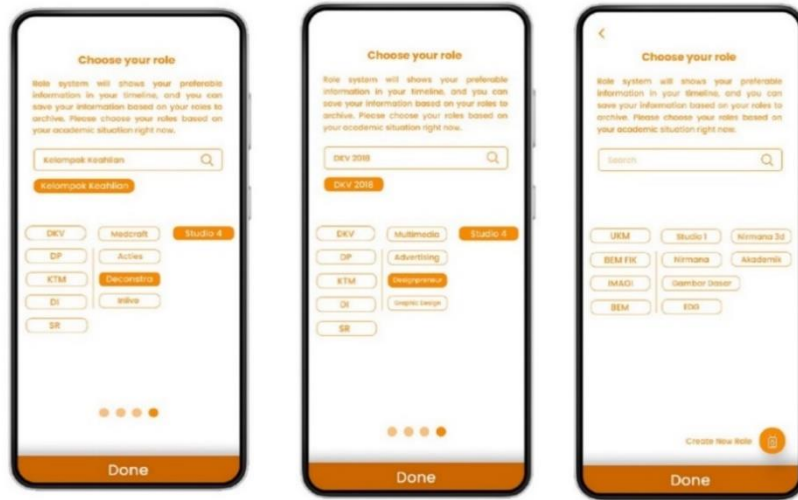 Choose your role
Role system will shows your preferable
information in your timeline, and you can
save your information based on your roles to
archive. Please choose your roles based on
your academic situation right now.
Kelompok Keahlian
Kelompok Keahlian
DKV Medcraft Studio 4
DP Acties
KTM Deconstra
DI Inlive
SR
Done
Choose your role
Role system will shows your preferable
information in your timeline, and you can
save your information based on your roles to
archive. Please choose your roles based on
your academic situation right now.
DKV 2018
DKV 2018
DKV Multimedia Studio 4
DP Advertising
KTM Designpreneur
DI Graphic Design
SR
Done
Choose your role
Role system will shows your preferable
information in your timeline, and you can
save your information based on your roles to
archive. Please choose your roles based on
your academic situation right now.
Search
UKM Studio 1 Nirmana 3d
BEM FIK Nirmana Akademik
IMAGI Gambar Dasar
BEM EDG
Create New Role
Done